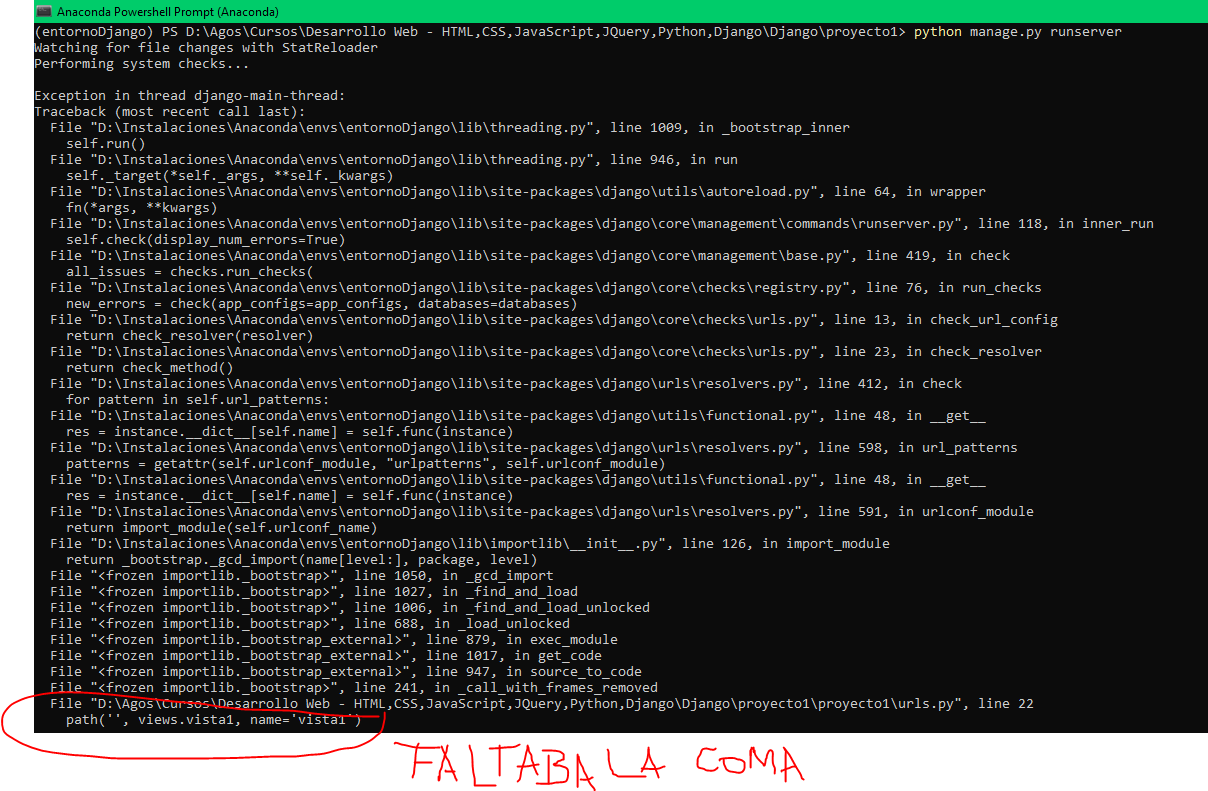 Anaconda Powershell Prompt (Anaconda)
(entornoDjango) PS D:\Agos\Cursos\Desarrollo Web - HTML,CSS,JavaScript,JQuery,Python,Django\Django\proyecto1> python manage.py runserver
Watching for file changes with StatReloader
Performing system checks...
Exception in thread django-main-thread:
Traceback (most recent call last):
  File "D:\Instalaciones\Anaconda\envs\entornoDjango\lib\threading.py", line 1009, in _bootstrap_inner
    self.run()
  File "D:\Instalaciones\Anaconda\envs\entornoDjango\lib\threading.py", line 946, in run
    self._target(*self._args, **self._kwargs)
  File "D:\Instalaciones\Anaconda\envs\entornoDjango\lib\site-packages\django\utils\autoreload.py", line 64, in wrapper
    fn(*args, **kwargs)
  File "D:\Instalaciones\Anaconda\envs\entornoDjango\lib\site-packages\django\core\management\commands\runserver.py", line 118, in inner_run
    self.check(display_num_errors=True)
  File "D:\Instalaciones\Anaconda\envs\entornoDjango\lib\site-packages\django\core\management\base.py", line 419, in check
    all_issues = checks.run_checks(
  File "D:\Instalaciones\Anaconda\envs\entornoDjango\lib\site-packages\django\core\checks\registry.py", line 76, in run_checks
    new_errors = check(app_configs=app_configs, databases=databases)
  File "D:\Instalaciones\Anaconda\envs\entornoDjango\lib\site-packages\django\core\checks\urls.py", line 13, in check_url_config
    return check_resolver(resolver)
  File "D:\Instalaciones\Anaconda\envs\entornoDjango\lib\site-packages\django\core\checks\urls.py", line 23, in check_resolver
    return check_method()
  File "D:\Instalaciones\Anaconda\envs\entornoDjango\lib\site-packages\django\urls\resolvers.py", line 412, in check
    for pattern in self.url_patterns:
  File "D:\Instalaciones\Anaconda\envs\entornoDjango\lib\site-packages\django\utils\functional.py", line 48, in __get__
    res = instance.__dict__[self.name] = self.func(instance)
  File "D:\Instalaciones\Anaconda\envs\entornoDjango\lib\site-packages\django\urls\resolvers.py", line 598, in url_patterns
    patterns = getattr(self.urlconf_module, "urlpatterns", self.urlconf_module)
  File "D:\Instalaciones\Anaconda\envs\entornoDjango\lib\site-packages\django\utils\functional.py", line 48, in __get__
    res = instance.__dict__[self.name] = self.func(instance)
  File "D:\Instalaciones\Anaconda\envs\entornoDjango\lib\site-packages\django\urls\resolvers.py", line 591, in urlconf_module
    return import_module(self.urlconf_name)
  File "D:\Instalaciones\Anaconda\envs\entornoDjango\lib\importlib\__init__.py", line 126, in import_module
    return _bootstrap._gcd_import(name[level:], package, level)
  File "<frozen importlib._bootstrap>", line 1050, in _gcd_import
  File "<frozen importlib._bootstrap>", line 1027, in _find_and_load
  File "<frozen importlib._bootstrap>", line 1006, in _find_and_load_unlocked
  File "<frozen importlib._bootstrap>", line 688, in _load_unlocked
  File "<frozen importlib._bootstrap_external>", line 879, in exec_module
  File "<frozen importlib._bootstrap_external>", line 1017, in get_code
  File "<frozen importlib._bootstrap_external>", line 947, in source_to_code
  File "<frozen importlib._bootstrap>", line 241, in _call_with_frames_removed
  File "D:\Agos\Cursos\Desarrollo Web - HTML,CSS,JavaScript,JQuery,Python,Django\Django\proyecto1\proyecto1\urls.py", line 22
    path('', views.vista1, name='vista1')
FALTABA LA COMA